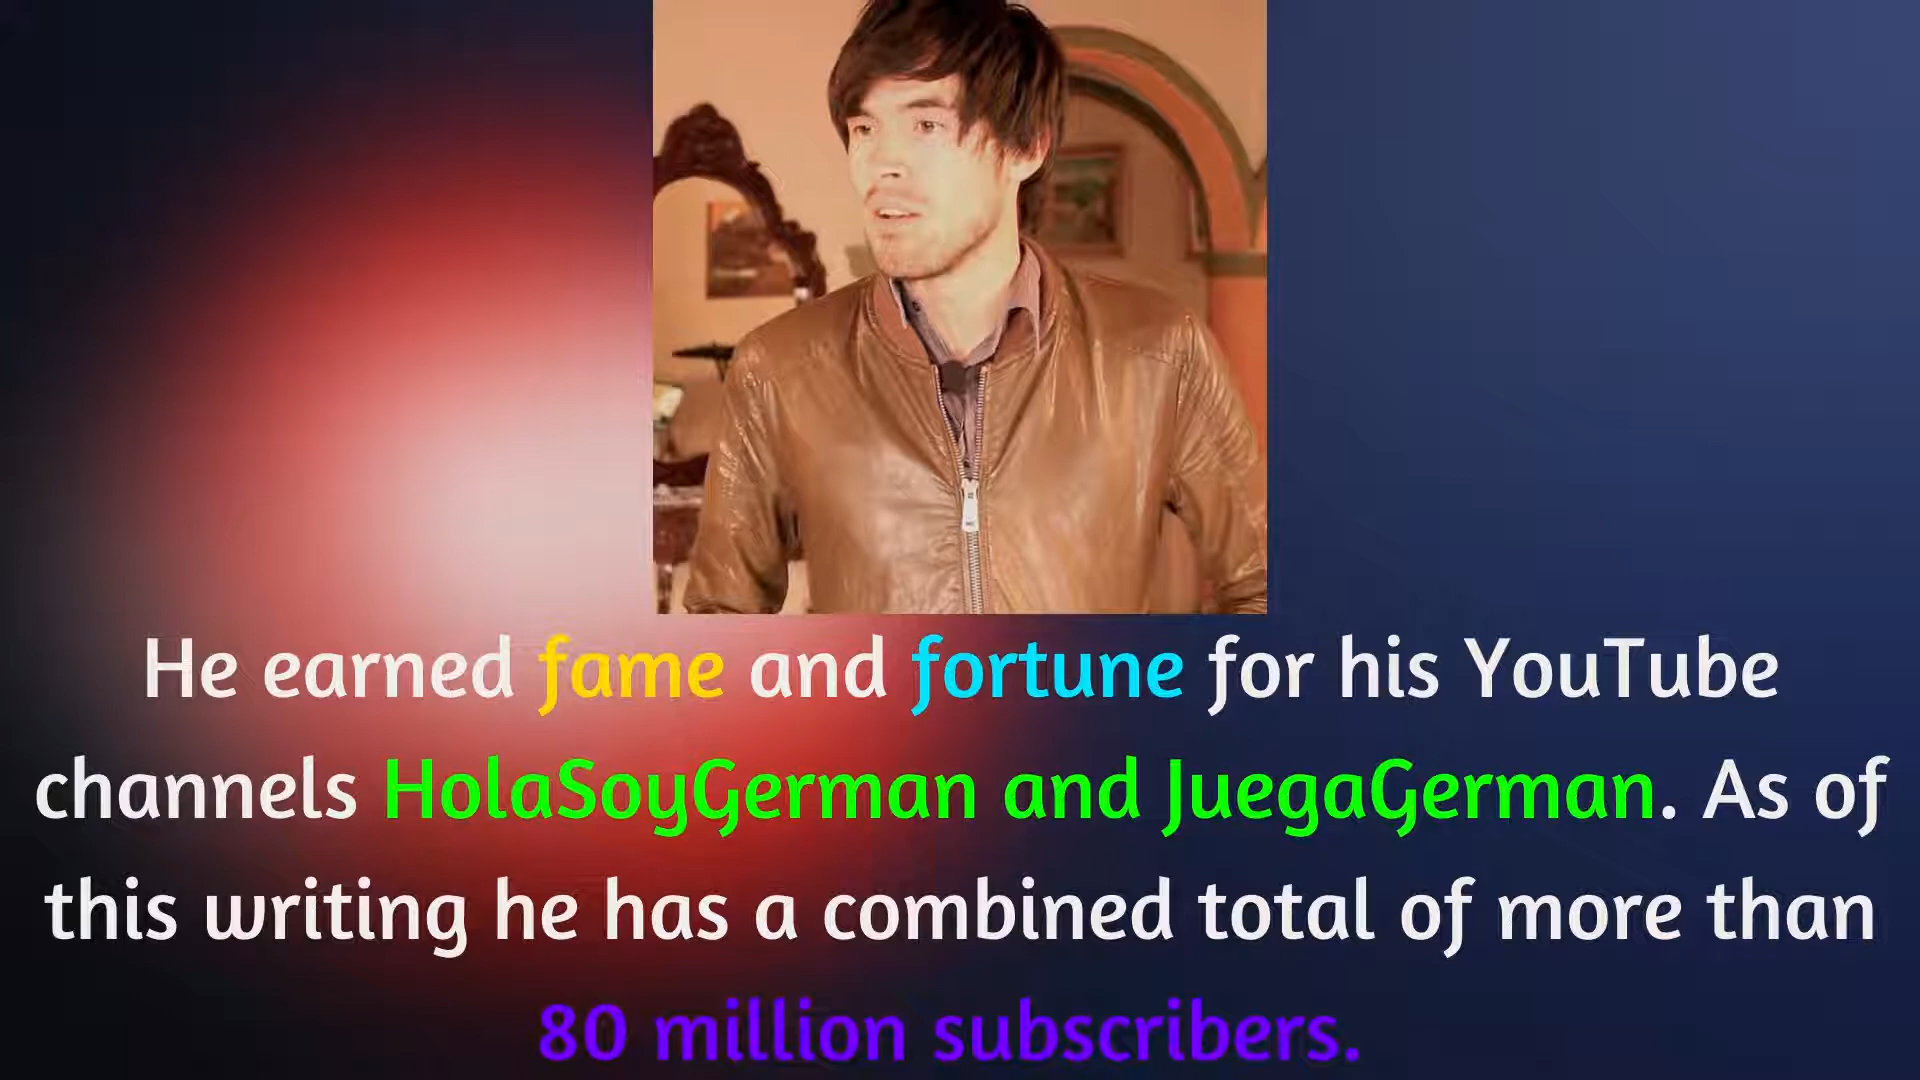 He earned fame and fortune for his YouTube
channels HolaSoyGerman and JuegaGerman. As of
this writing he has a combined total of more than
80 million subscribers.